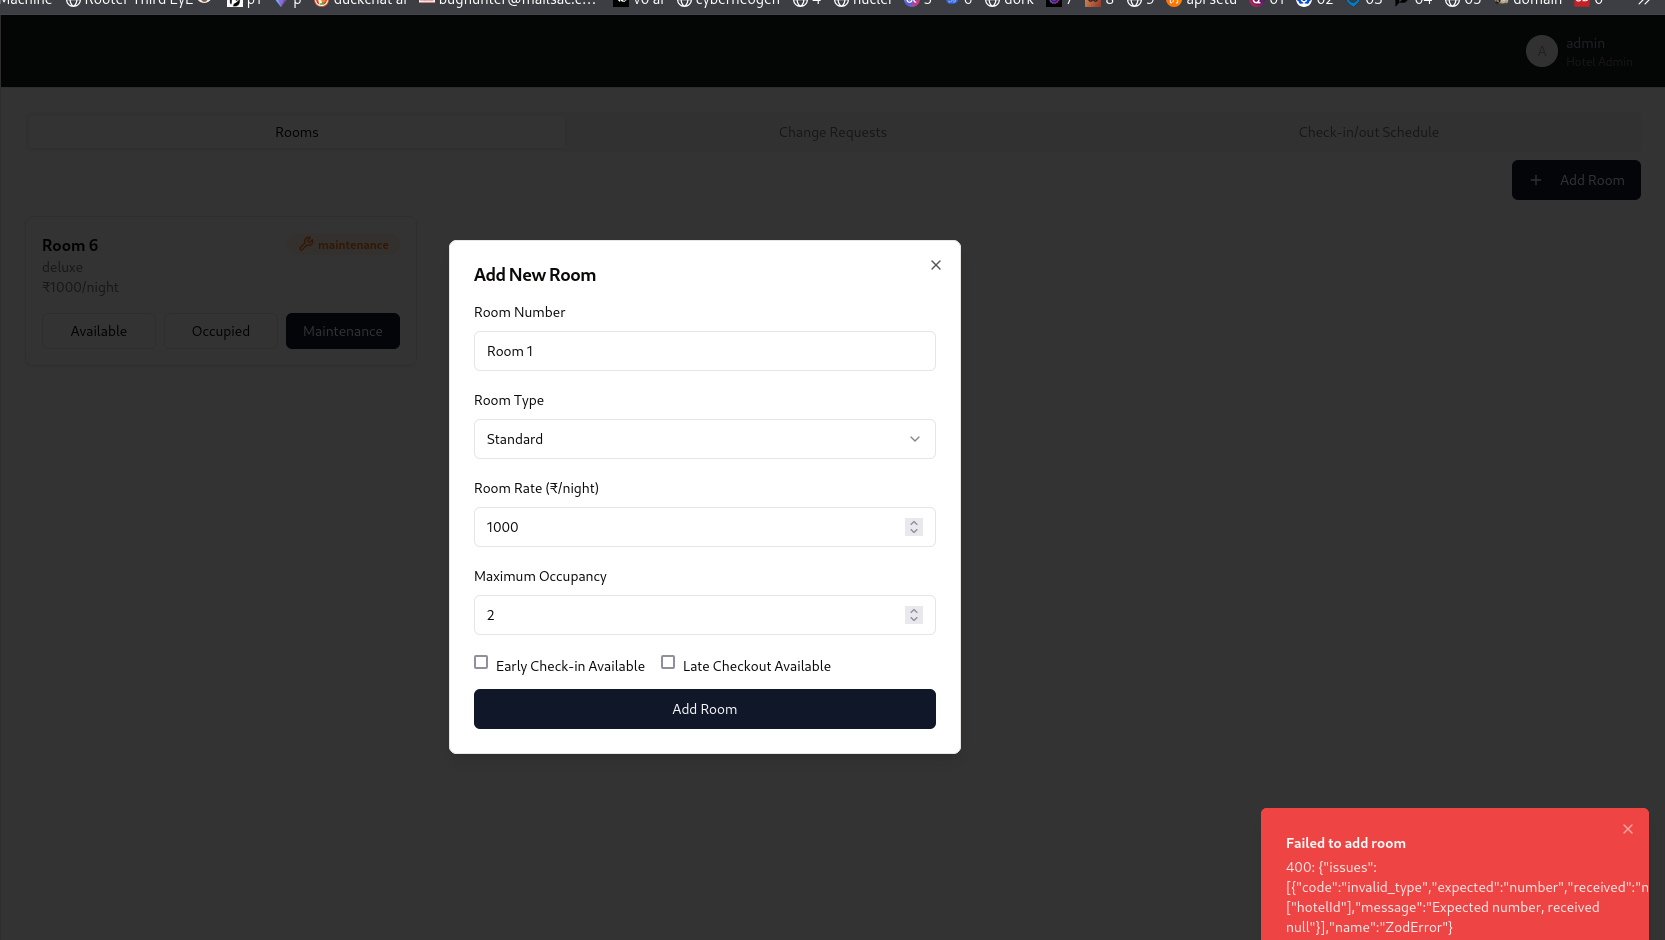 Machine Rooter Third Eye p1 p duckchat ai bughunter@mailsac.c... v0 ai cyberneogen 4 nuclei 5 6 dork 7 8 9 api setu 01 02 03 04 05 domain 0
A admin
Hotel Admin
Rooms Change Requests Check-in/out Schedule
+ Add Room
Room 6 maintenance
deluxe
₹1000/night
Available Occupied Maintenance
Add New Room
Room Number
Room 1
Room Type
Standard
Room Rate (₹/night)
1000
Maximum Occupancy
2
Early Check-in Available Late Checkout Available
Add Room
Failed to add room
400: {"issues":
[{"code":"invalid_type","expected":"number","received":"n
["hotelId"],"message":"Expected number, received
null"}],"name":"ZodError"}